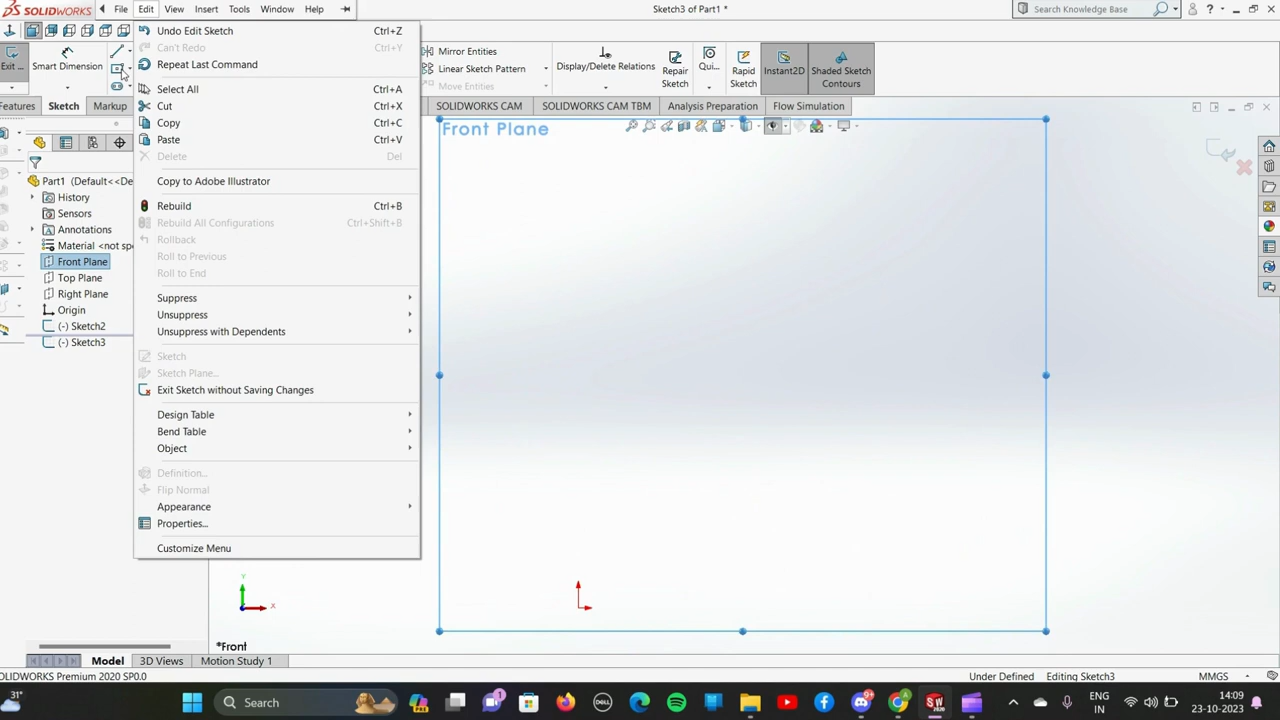 SOLIDWORKS
File
Edit
View
Insert
Tools
Window
Help
Sketch3 of Part1 *
Search Knowledge Base
Exit ...
Smart Dimension
Mirror Entities
Linear Sketch Pattern
Move Entities
Display/Delete Relations
Repair
Sketch
Qui...
Rapid
Sketch
Instant2D
Shaded Sketch
Contours
Features
Sketch
Markup
SOLIDWORKS CAM
SOLIDWORKS CAM TBM
Analysis Preparation
Flow Simulation
Undo Edit Sketch Ctrl+Z
Can't Redo Ctrl+Y
Repeat Last Command
Select All Ctrl+A
Cut Ctrl+X
Copy Ctrl+C
Paste Ctrl+V
Delete Del
Copy to Adobe Illustrator
Rebuild Ctrl+B
Rebuild All Configurations Ctrl+Shift+B
Rollback
Roll to Previous
Roll to End
Suppress
Unsuppress
Unsuppress with Dependents
Sketch
Sketch Plane...
Exit Sketch without Saving Changes
Design Table
Bend Table
Object
Definition...
Flip Normal
Appearance
Properties...
Customize Menu
Part1 (Default<<De
History
Sensors
Annotations
Material <not sp
Front Plane
Top Plane
Right Plane
Origin
(-) Sketch2
(-) Sketch3
Front Plane
Y
X
*Front
Model
3D Views
Motion Study 1
SOLIDWORKS Premium 2020 SP0.0
Under Defined
Editing Sketch3
MMGS
31°
Search
DELL
ENG
IN
14:09
23-10-2023